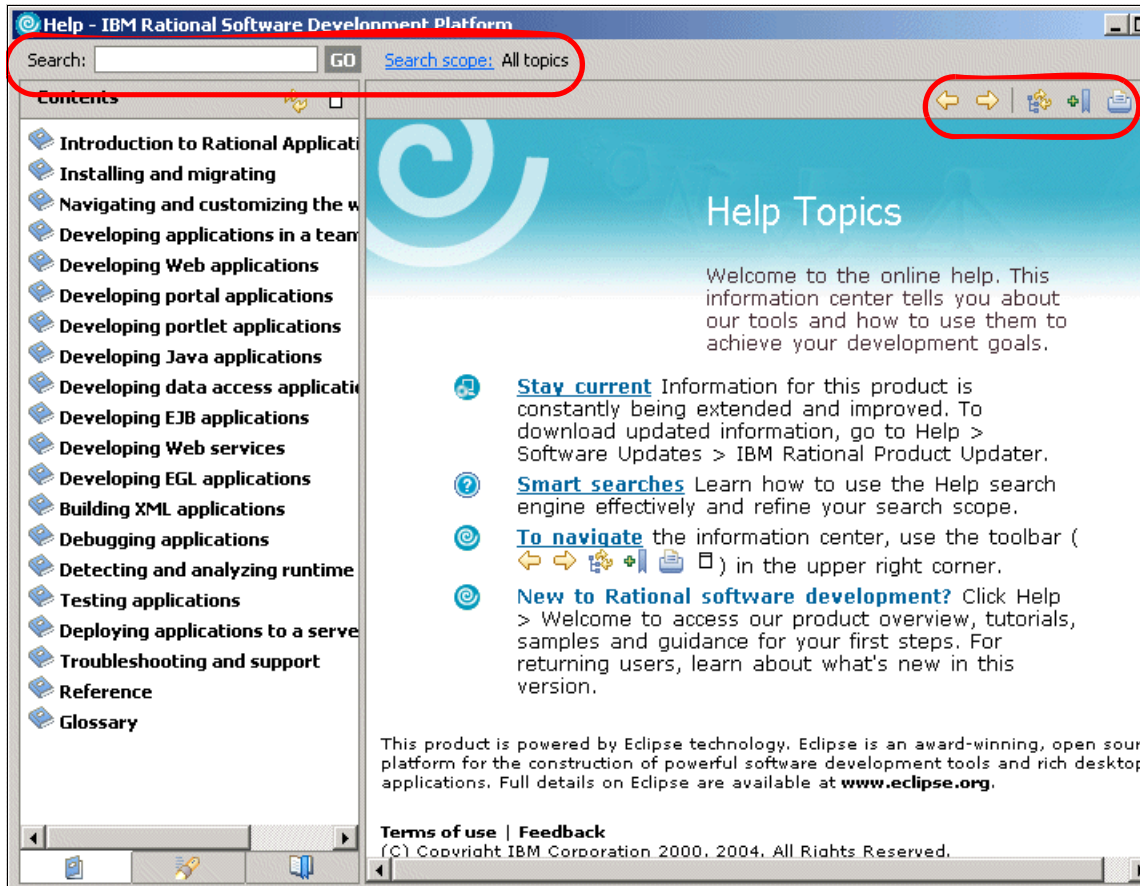 Help - IBM Rational Software Development Platform
Search: GO Search scope: All topics
Contents
Introduction to Rational Applicati
Installing and migrating
Navigating and customizing the w
Developing applications in a team
Developing Web applications
Developing portal applications
Developing portlet applications
Developing Java applications
Developing data access applicatio
Developing EJB applications
Developing Web services
Developing EGL applications
Building XML applications
Debugging applications
Detecting and analyzing runtime
Testing applications
Deploying applications to a serve
Troubleshooting and support
Reference
Glossary
Help Topics
Welcome to the online help. This
information center tells you about
our tools and how to use them to
achieve your development goals.
Stay current Information for this product is
constantly being extended and improved. To
download updated information, go to Help >
Software Updates > IBM Rational Product Updater.
Smart searches Learn how to use the Help search
engine effectively and refine your search scope.
To navigate the information center, use the toolbar (
) in the upper right corner.
New to Rational software development? Click Help
> Welcome to access our product overview, tutorials,
samples and guidance for your first steps. For
returning users, learn about what's new in this
version.
This product is powered by Eclipse technology. Eclipse is an award-winning, open sour
platform for the construction of powerful software development tools and rich desktop
applications. Full details on Eclipse are available at www.eclipse.org.
Terms of use | Feedback
(C) Copyright IBM Corporation 2000, 2004. All Rights Reserved.